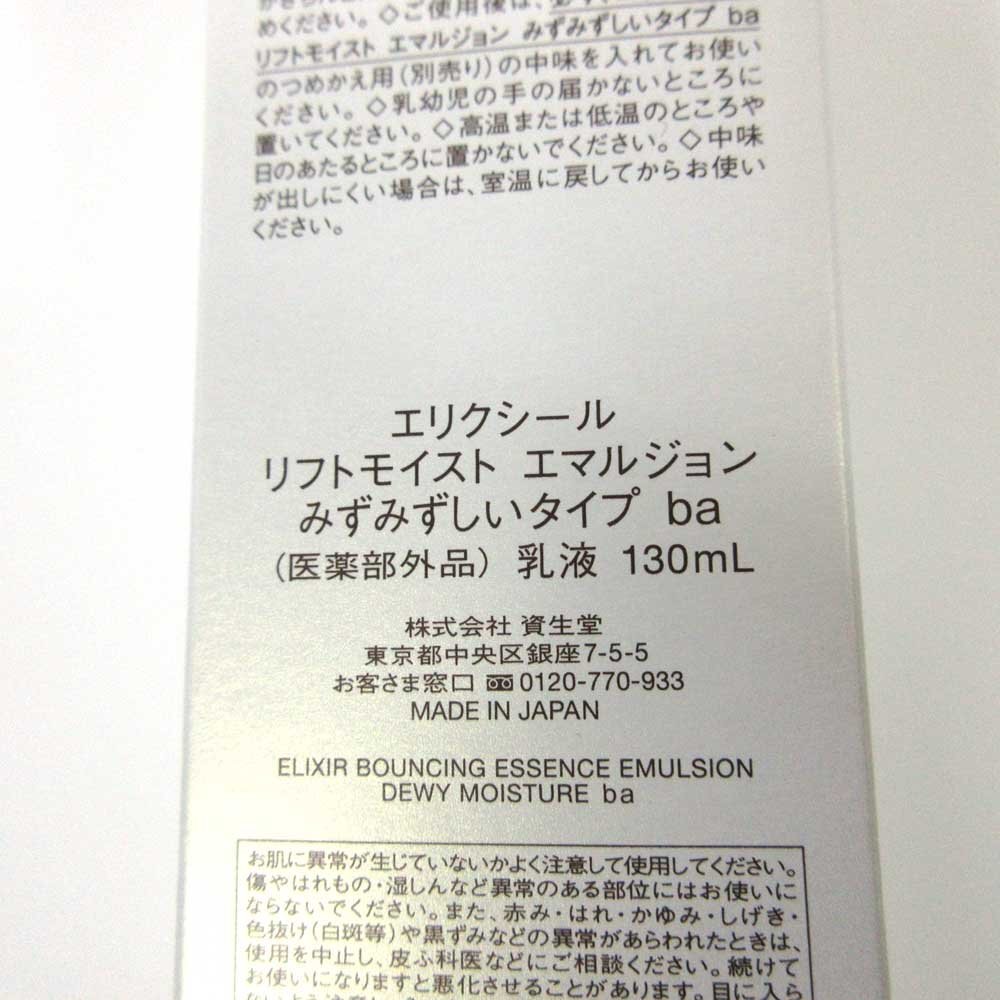 めください。◇ご使用後は、必ず、
リフトモイスト エマルジョン みずみずしいタイプ ba
のつめかえ用(別売り)の中味を入れてお使い
ください。◇乳幼児の手の届かないところに
置いてください。◇高温または低温のところや
日のあたるところに置かないでください。◇中味
が出しにくい場合は、室温に戻してからお使い
ください。
エリクシール
リフトモイスト エマルジョン
みずみずしいタイプ ba
(医薬部外品) 乳液 130mL
株式会社 資生堂
東京都中央区銀座7-5-5
お客さま窓口 0120-770-933
MADE IN JAPAN
ELIXIR BOUNCING ESSENCE EMULSION
DEWY MOISTURE ba
お肌に異常が生じていないかよく注意して使用してください。
傷やはれもの・湿しんなど異常のある部位にはお使いに
ならないでください。また、赤み・はれ・かゆみ・しげき・
色抜け(白斑等)や黒ずみなどの異常があらわれたときは、
使用を中止し、皮ふ科医などにご相談ください。続けて
お使いになりますと悪化させることがあります。目に入ら